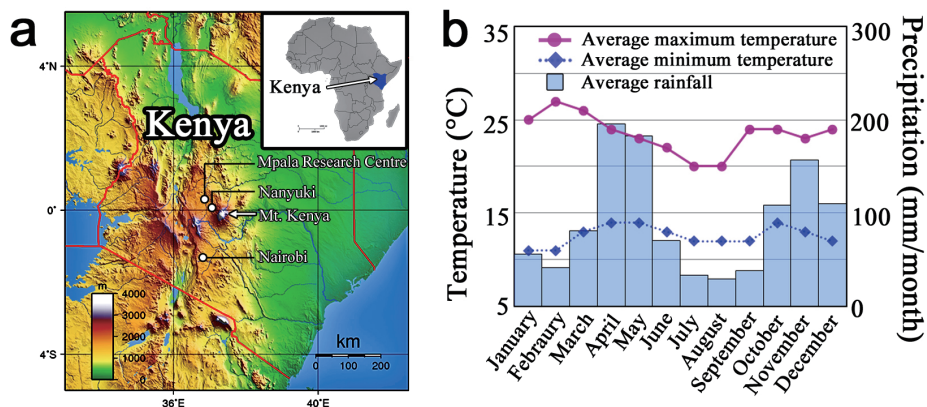 a
4°N
0°
4°S
36°E
40°E
Kenya
Kenya
Mpala Research Centre
Nanyuki
Mt. Kenya
Nairobi
m
4000
3000
2000
1000
0
km
0 100 200
b
Temperature (°C)
35
25
15
5
Average maximum temperature
Average minimum temperature
Average rainfall
300
200
100
0
Precipitation (mm/month)
January
Febraury
March
April
May
June
July
August
September
October
November
December